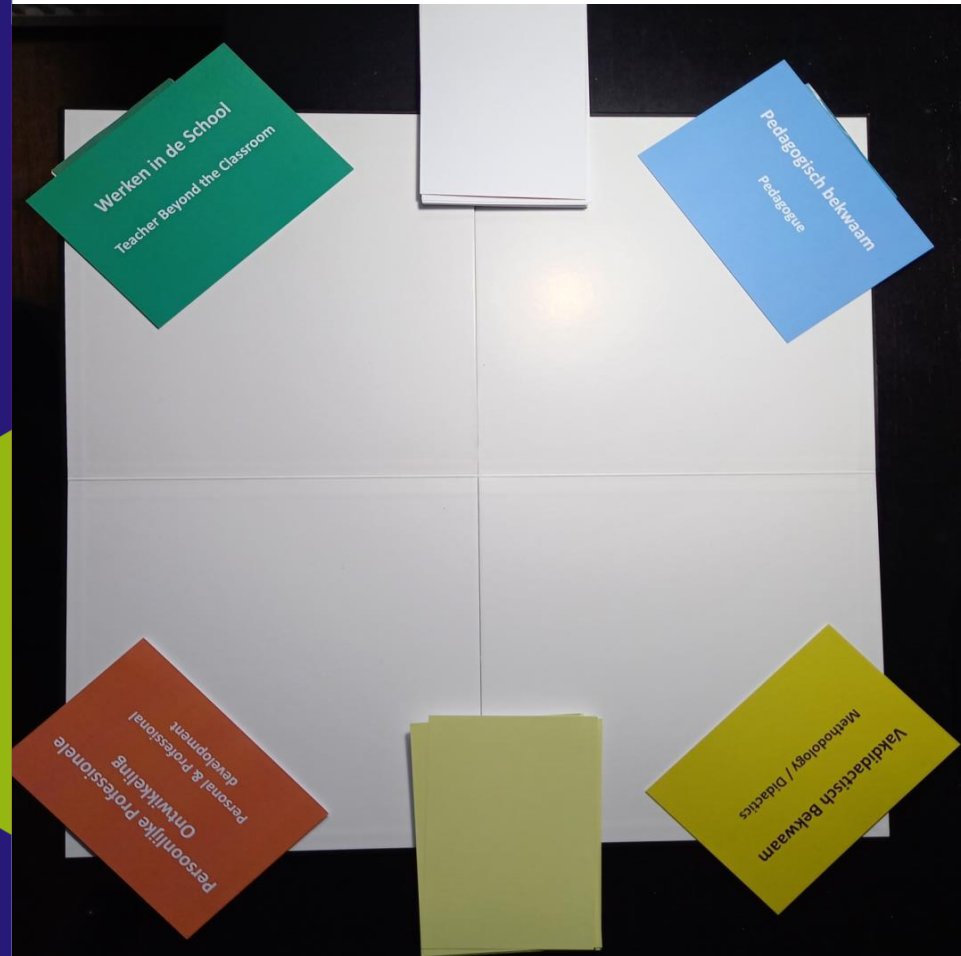 Werken in de School
Teacher Beyond the Classroom
Pedagogisch bekwaam
Pedagogue
Persoonlijke Professionele
Ontwikkeling
Personal & Professional
development
Vakdidactisch Bekwaam
Methodology / Didactics